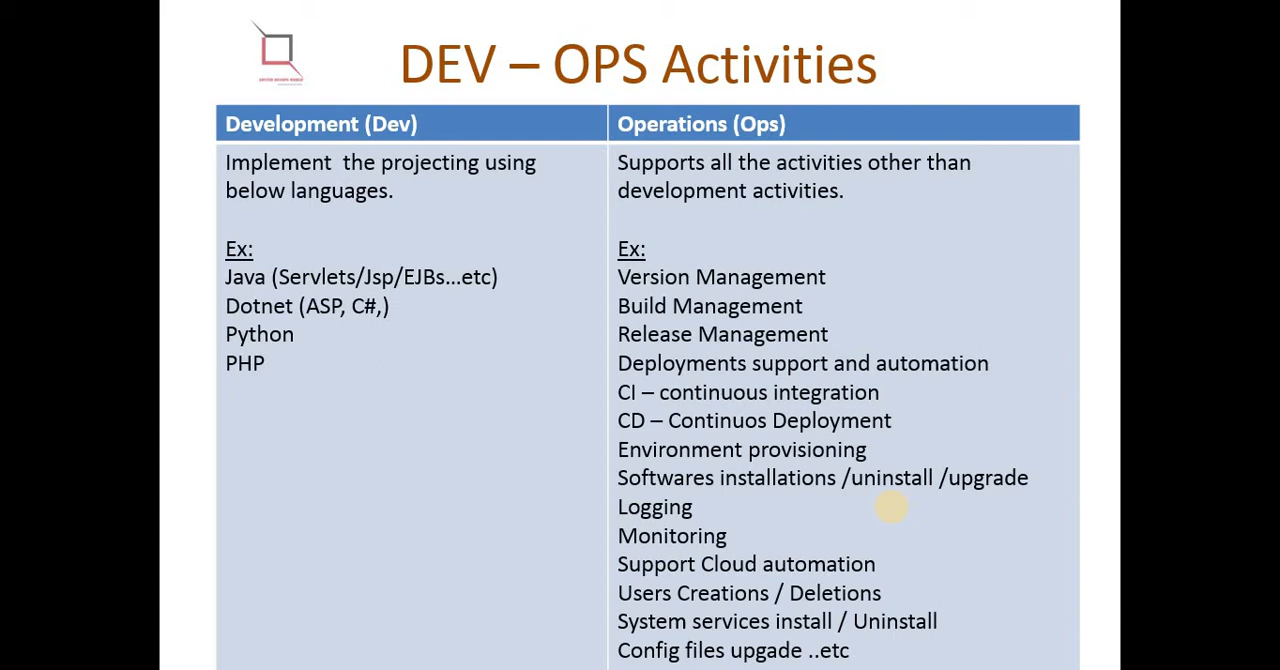 DEV – OPS Activities
Development (Dev)
Operations (Ops)
Implement  the projecting using
below languages.
Ex:
Java (Servlets/Jsp/EJBs...etc)
Dotnet (ASP, C#,)
Python
PHP
Supports all the activities other than
development activities.
Ex:
Version Management
Build Management
Release Management
Deployments support and automation
CI – continuous integration
CD – Continuos Deployment
Environment provisioning
Softwares installations /uninstall /upgrade
Logging
Monitoring
Support Cloud automation
Users Creations / Deletions
System services install / Uninstall
Config files upgade ..etc